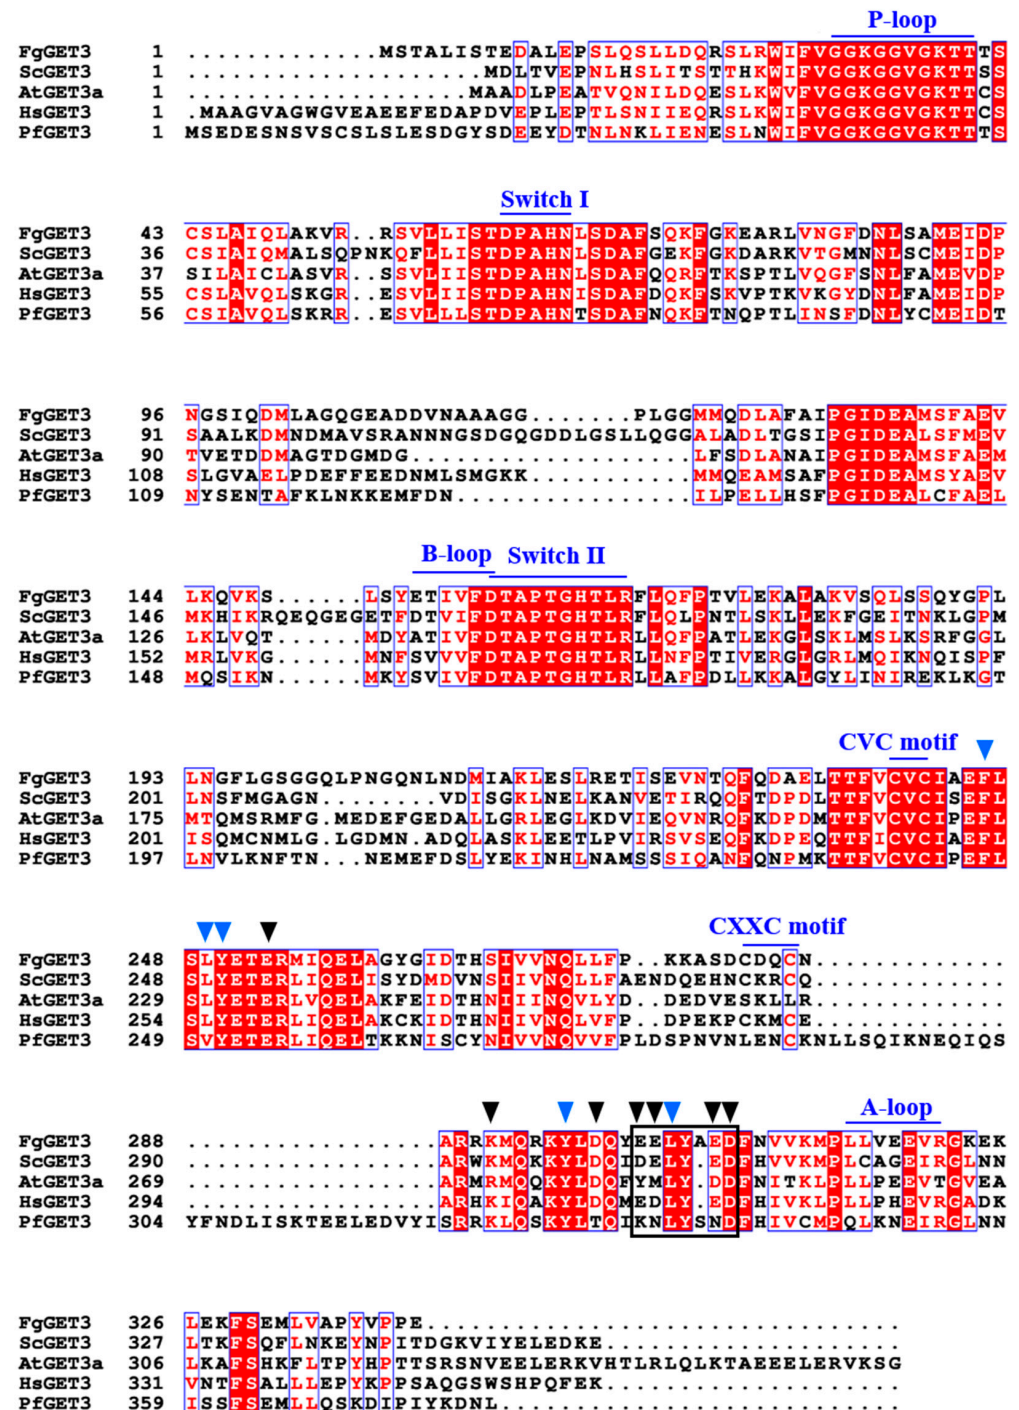 P-loop
FgGET3 1 .............MSTALISTEDALEPSLQSLLDQRSLRWIFVGGKGGVGKTTTS
ScGET3 1 ....................MDLTVEPNLHSLITSTTHKWIFVGGKGGVGKTTSS
AtGET3a 1 ...................MAADLPEATVQNILDQESLKWVFVGGKGGVGKTTCS
HsGET3 1 .MAAGVAGWGVEAEEFEDAPDVEPLEPTLSNIIEQRSLKWIFVGGKGGVGKTTCS
PfGET3 1 MSEDESNSVSCSLSLESDGYSDEEYDTNLNKLIENESLNWIFVGGKGGVGKTTTS
Switch I
FgGET3 43 CSLAIQLAKVR..RSVLLISTDPAHNLSDAFSQKFGKEARLVNGFDNLSAMEIDP
ScGET3 36 CSIAIQMALSQPNKQFLLISTDPAHNLSDAFGEKFGKDARKVTGMNNLSCMEIDP
AtGET3a 37 SILAICLASVR..SSVLIISTDPAHNLSDAFQQRFTKSPTLVQGFSNLFAMEVDP
HsGET3 55 CSLAVQLSKGR..ESVLIISTDPAHNISDAFDQKFSKVPTKVKGYDNLFAMEIDP
PfGET3 56 CSIAVQLSKRR..ESVLLLSTDPAHNTSDAFNQKFTNQPTLINSFDNLYCMEIDT
FgGET3 96 NGSIQDMLAGQGEADDVNAAAGG.......PLGGMMQDLAFAIPGIDEAMSFAEV
ScGET3 91 SAALKDMNDMAVSRANNNGSDGQGDDLGSLLQGGALADLTGSIPGIDEALSFMEV
AtGET3a 90 TVETDDMAGTDGMDG...................LFSDLANAIPGIDEAMSFAEM
HsGET3 108 SLGVAELPDEFFEEDNMLSMGKK...........MMQEAMSAFPGIDEAMSYAEV
PfGET3 109 NYSENTAFKLNKKEMFDN................ILPELLHSFPGIDEALCFAEL
B-loop Switch II
FgGET3 144 LKQVKS......LSYETIVFDTAPTGHTLRFLQFPTVLEKALAKVSQLSSQYGPL
ScGET3 146 MKHIKRQEQGEGETFDTVIFDTAPTGHTLRFLQLPNTLSKLLEKFGEITNKLGPM
AtGET3a 126 LKLVQT......MDYATIVFDTAPTGHTLRLLQFPATLEKGLSKLMSLKSRFGGL
HsGET3 152 MRLVKG......MNFSVVVFDTAPTGHTLRLLNFPTIVERGLGRLMQIKNQISPF
PfGET3 148 MQSIKN......MKYSVIVFDTAPTGHTLRLLAFPDLLKKALGYLINIREKLKGT
CVC motif
FgGET3 193 LNGFLGSGGQLPNGQNLNDMIAKLESLRETISEVNTQFQDAELTTFVCVCIAEFL
ScGET3 201 LNSFMGAGN........VDISGKLNELKANVETIRQQFTDPDLTTFVCVCISEFL
AtGET3a 175 MTQMSRMFG.MEDEFGEDALLGRLEGLKDVIEQVNRQFKDPDMTTFVCVCIPEFL
HsGET3 201 ISQMCNMLG.LGDMN.ADQLASKLEETLPVIRSVSEQFKDPEQTTFICVCIAEFL
PfGET3 197 LNVLKNFTN...NEMEFDSLYEKINHLNAMSSSIQANFQNPMKTTFVCVCIPEFL
CXXC motif
FgGET3 248 SLYETERMIQELAGYGIDTHSIVVNQLLFP..KKASDCDQCN.............
ScGET3 248 SLYETERLIQELISYDMDVNSIIVNQLLFAENDQEHNCKRCQ.............
AtGET3a 229 SLYETERLVQELAKFEIDTHNIIINQVLYD..DEDVESKLLR.............
HsGET3 254 SLYETERLIQELAKCKIDTHNIIVNQLVFP..DPEKPCKMCE.............
PfGET3 249 SVYETERLIQELTKKNISCYNIVVNQVVFPLDSPNVNLENCKNLLSQIKNEQIQS
A-loop
FgGET3 288 .................ARRKMQRKYLDQYEELYAEDFNVVKMPLLVEEVRGKEK
ScGET3 290 .................ARWKMQKKYLDQIDELY.EDFHVVKMPLCAGEIRGLNN
AtGET3a 269 .................ARMRMQQKYLDQFYMLY.DDFNITKLPLLPEEVTGVEA
HsGET3 294 .................ARHKIQAKYLDQMEDLY.EDFHIVKLPLLPHEVRGADK
PfGET3 304 YFNDLISKTEELEDVYISRRKLQSKYLTQIKNLYSNDFHIVCMPQLKNEIRGLNN
FgGET3 326 LEKFSEMLVAPYVPPE................................
ScGET3 327 LTKFSQFLNKEYNPITDGKVIYELEDKE....................
AtGET3a 306 LKAFSHKFLTPYHPTTSRSNVEELERKVHTLRLQLKTAEEELERVKSG
HsGET3 331 VNTFSALLLEPYKPPSAQGSWSHPQFEK....................
PfGET3 359 ISSFSEMLLQSKDIPIYKDNL...........................